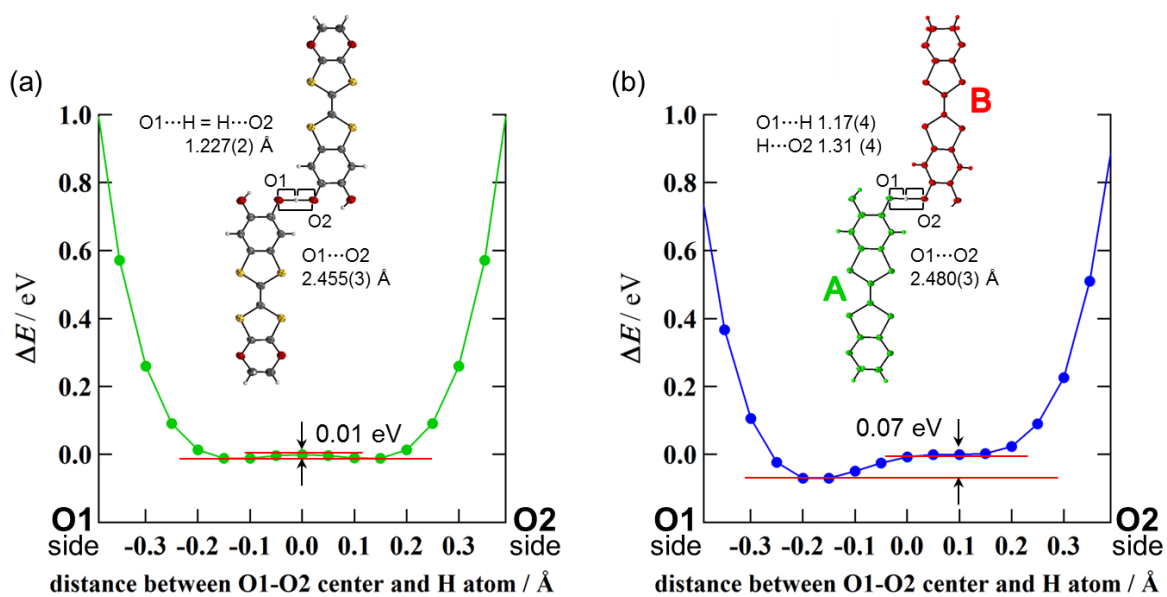 (a)
O1···H = H···O2
1.227(2) Å
O1
O2
O1···O2
2.455(3) Å
ΔE / eV
1.0
0.8
0.6
0.4
0.2
0.0
0.01 eV
O1
side
-0.3 -0.2 -0.1 0.0 0.1 0.2 0.3
O2
side
distance between O1-O2 center and H atom / Å
(b)
B
O1···H 1.17(4)
H···O2 1.31 (4)
O1
O2
O1···O2
2.480(3) Å
A
ΔE / eV
1.0
0.8
0.6
0.4
0.2
0.0
0.07 eV
O1
side
-0.3 -0.2 -0.1 0.0 0.1 0.2 0.3
O2
side
distance between O1-O2 center and H atom / Å